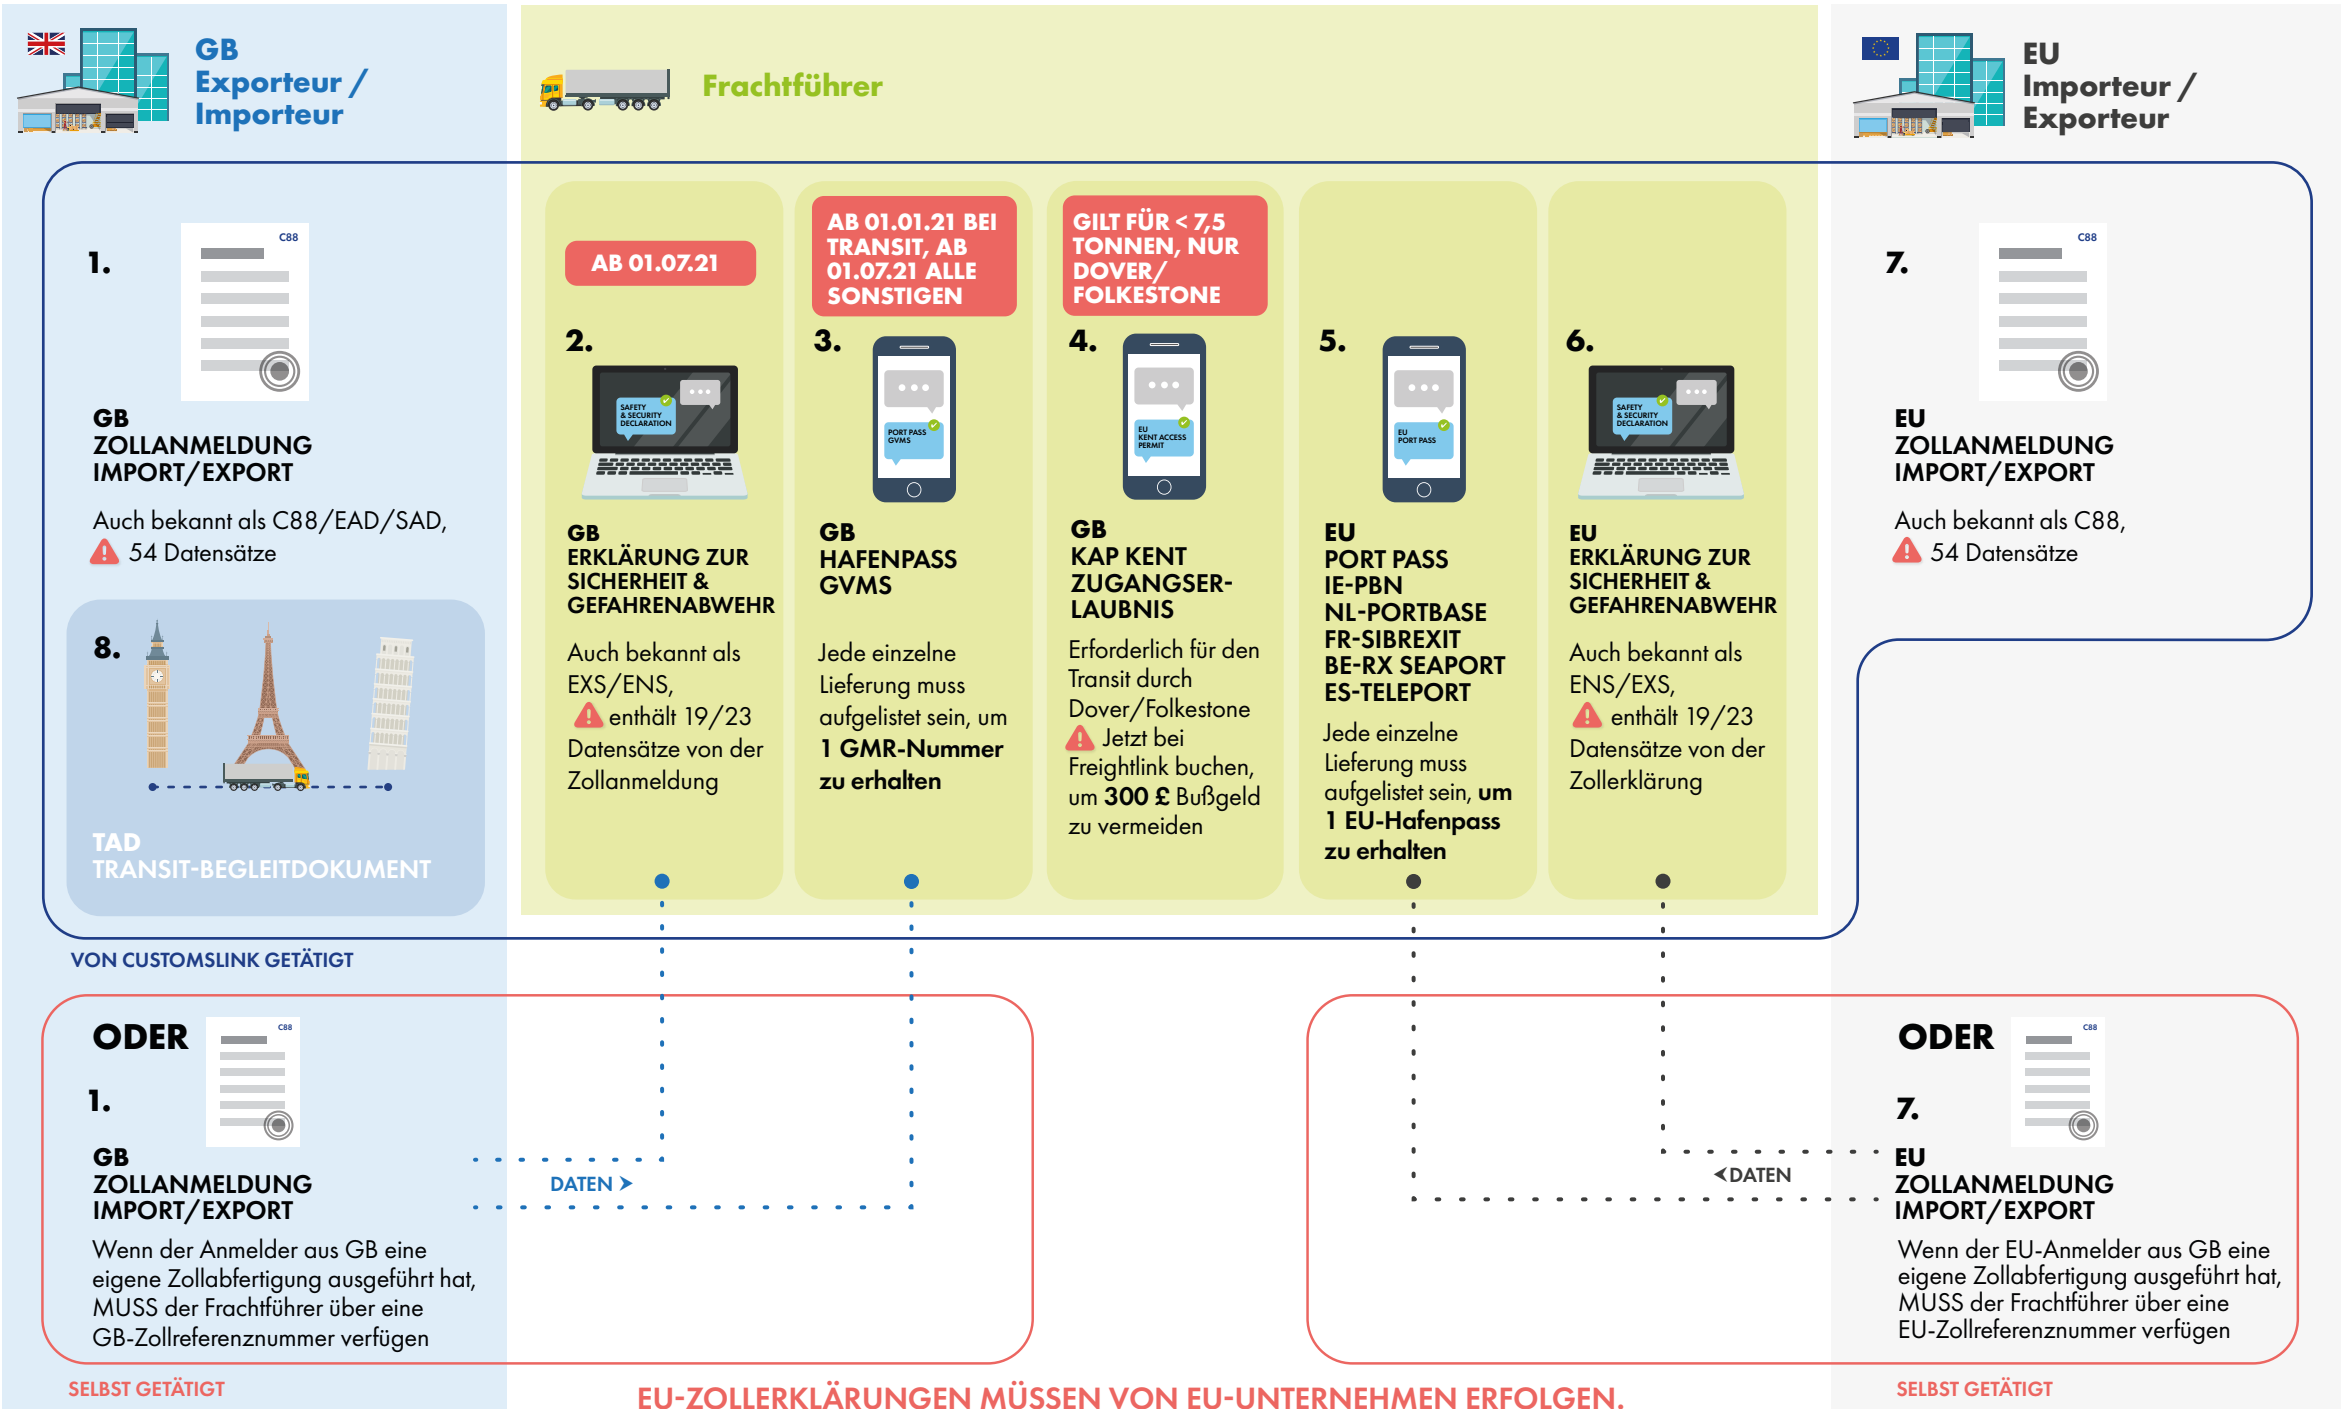 GB
Exporteur /
Importeur
Frachtführer
EU
Importeur /
Exporteur
1.
C88
GB
ZOLLANMELDUNG
IMPORT/EXPORT
Auch bekannt als C88/EAD/SAD,
54 Datensätze
8.
TAD
TRANSIT-BEGLEITDOKUMENT
VON CUSTOMSLINK GETÄTIGT
AB 01.07.21
2.
SAFETY
& SECURITY
DECLARATION
GB
ERKLÄRUNG ZUR
SICHERHEIT &
GEFAHRENABWEHR
Auch bekannt als
EXS/ENS,
enthält 19/23
Datensätze von der
Zollanmeldung
AB 01.01.21 BEI
TRANSIT, AB
01.07.21 ALLE
SONSTIGEN
3.
PORT PASS
GVMS
GB
HAFENPASS
GVMS
Jede einzelne
Lieferung muss
aufgelistet sein, um
1 GMR-Nummer
zu erhalten
GILT FÜR < 7,5
TONNEN, NUR
DOVER/
FOLKESTONE
4.
EU
KENT ACCESS
PERMIT
GB
KAP KENT
ZUGANGSER-
LAUBNIS
Erforderlich für den
Transit durch
Dover/Folkestone
Jetzt bei
Freightlink buchen,
um 300 £ Bußgeld
zu vermeiden
5.
EU
PORT PASS
EU
PORT PASS
IE-PBN
NL-PORTBASE
FR-SIBREXIT
BE-RX SEAPORT
ES-TELEPORT
Jede einzelne
Lieferung muss
aufgelistet sein, um
1 EU-Hafenpass
zu erhalten
6.
SAFETY
& SECURITY
DECLARATION
EU
ERKLÄRUNG ZUR
SICHERHEIT &
GEFAHRENABWEHR
Auch bekannt als
ENS/EXS,
enthält 19/23
Datensätze von der
Zollerklärung
7.
C88
EU
ZOLLANMELDUNG
IMPORT/EXPORT
Auch bekannt als C88,
54 Datensätze
ODER
C88
1.
GB
ZOLLANMELDUNG
IMPORT/EXPORT
Wenn der Anmelder aus GB eine
eigene Zollabfertigung ausgeführt hat,
MUSS der Frachtführer über eine
GB-Zollreferenznummer verfügen
DATEN
SELBST GETÄTIGT
DATEN
ODER
C88
7.
EU
ZOLLANMELDUNG
IMPORT/EXPORT
Wenn der EU-Anmelder aus GB eine
eigene Zollabfertigung ausgeführt hat,
MUSS der Frachtführer über eine
EU-Zollreferenznummer verfügen
SELBST GETÄTIGT
EU-ZOLLERKLÄRUNGEN MÜSSEN VON EU-UNTERNEHMEN ERFOLGEN.